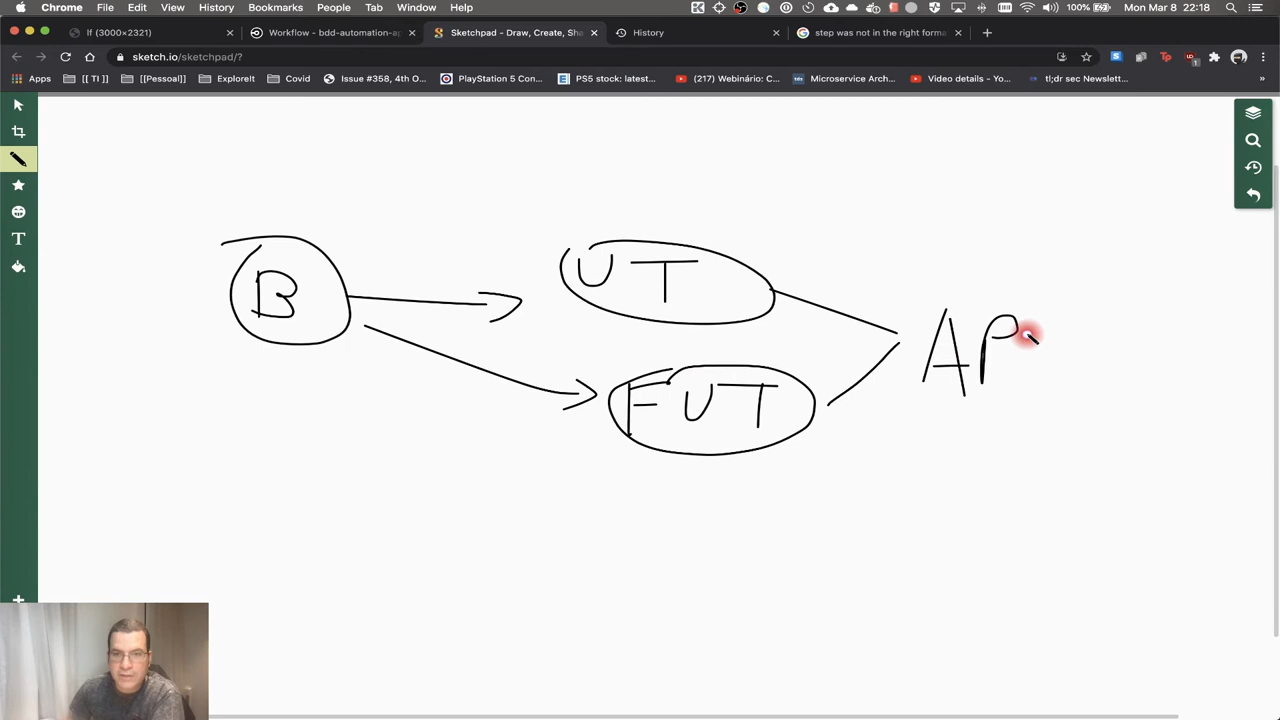 Chrome File Edit View History Bookmarks People Tab Window Help 100% Mon Mar 8 22:18
If (3000×2321) Workflow - bdd-automation-ap Sketchpad - Draw, Create, Sha History step was not in the right forma
sketch.io/sketchpad/?
Apps [[ TI ]] [[Pessoal]] ExploreIt Covid Issue #358, 4th O... PlayStation 5 Con... PS5 stock: latest... (217) Webinário: C... Microservice Arch... Video details - Yo... tl;dr sec Newslett...
B
UT
FUT
AP